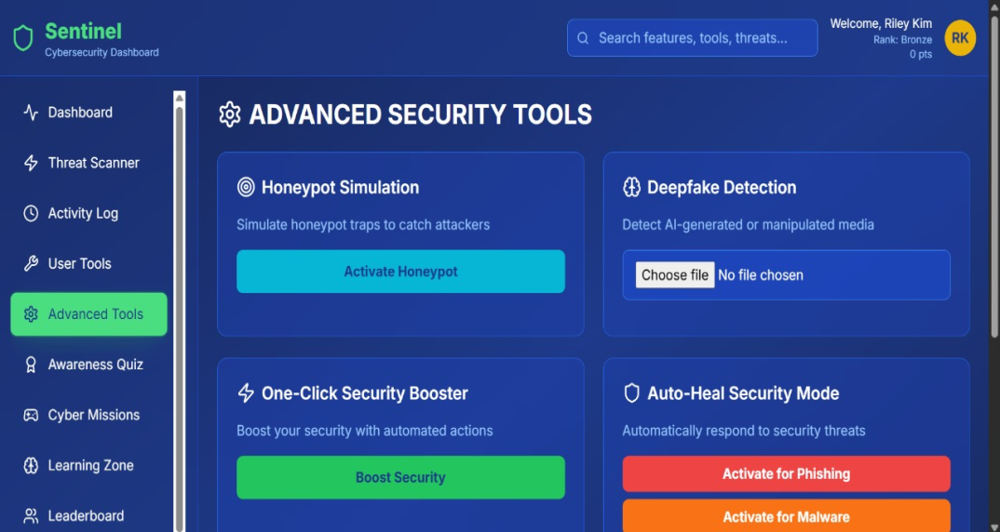 Sentinel
Cybersecurity Dashboard
Search features, tools, threats...
Welcome, Riley Kim
Rank: Bronze
0 pts
RK
Dashboard
Threat Scanner
Activity Log
User Tools
Advanced Tools
Awareness Quiz
Cyber Missions
Learning Zone
Leaderboard
ADVANCED SECURITY TOOLS
Honeypot Simulation
Simulate honeypot traps to catch attackers
Activate Honeypot
Deepfake Detection
Detect AI-generated or manipulated media
Choose file No file chosen
One-Click Security Booster
Boost your security with automated actions
Boost Security
Auto-Heal Security Mode
Automatically respond to security threats
Activate for Phishing
Activate for Malware